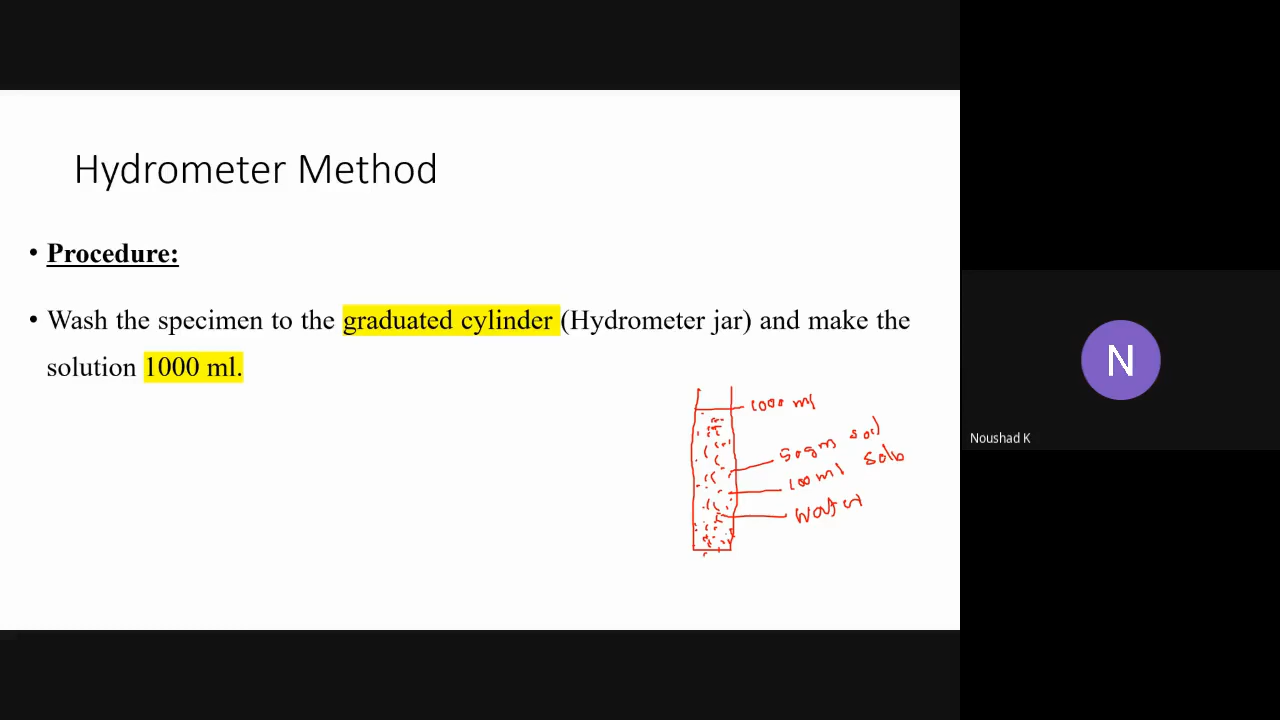 Hydrometer Method
• Procedure:
• Wash the specimen to the graduated cylinder (Hydrometer jar) and make the
solution 1000 ml.
1000 ml
50gm soil
100ml soln
water
N
Noushad K